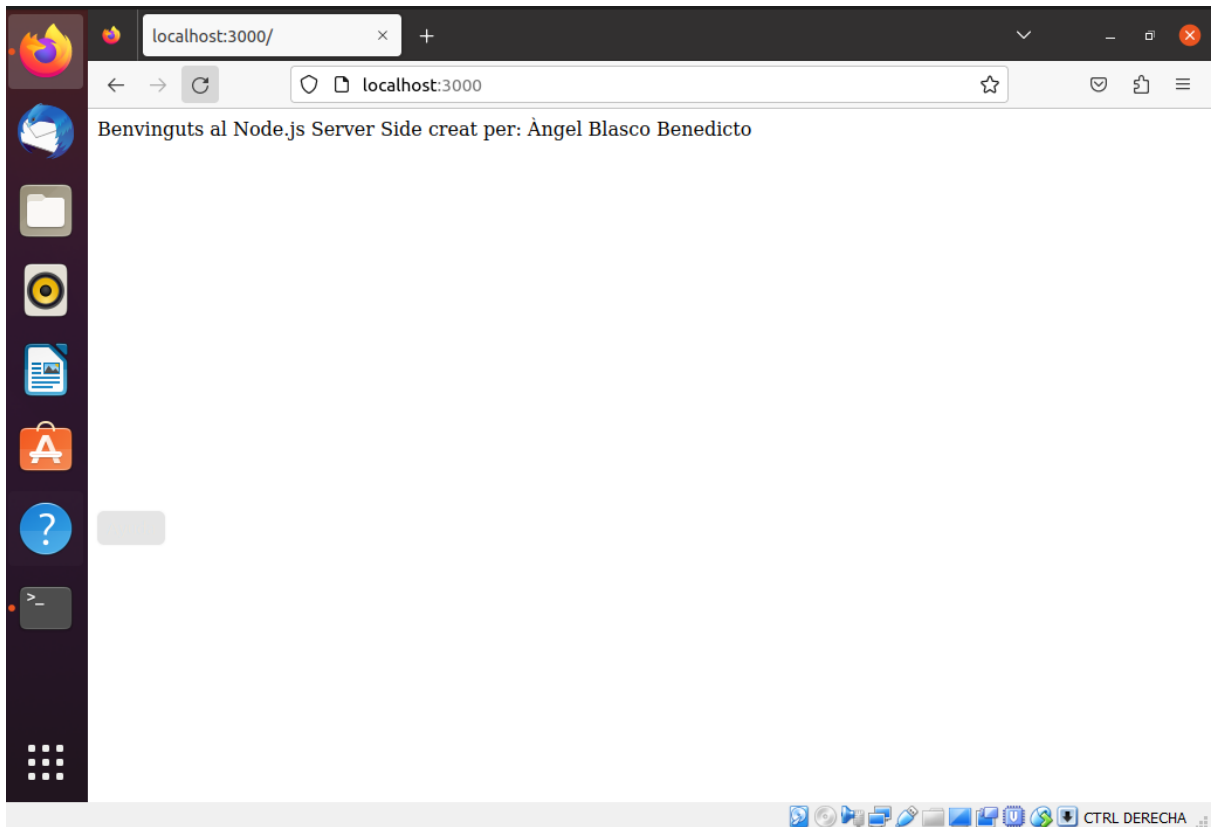 localhost:3000/
localhost:3000
Benvinguts al Node.js Server Side creat per: Àngel Blasco Benedicto
CTRL DERECHA